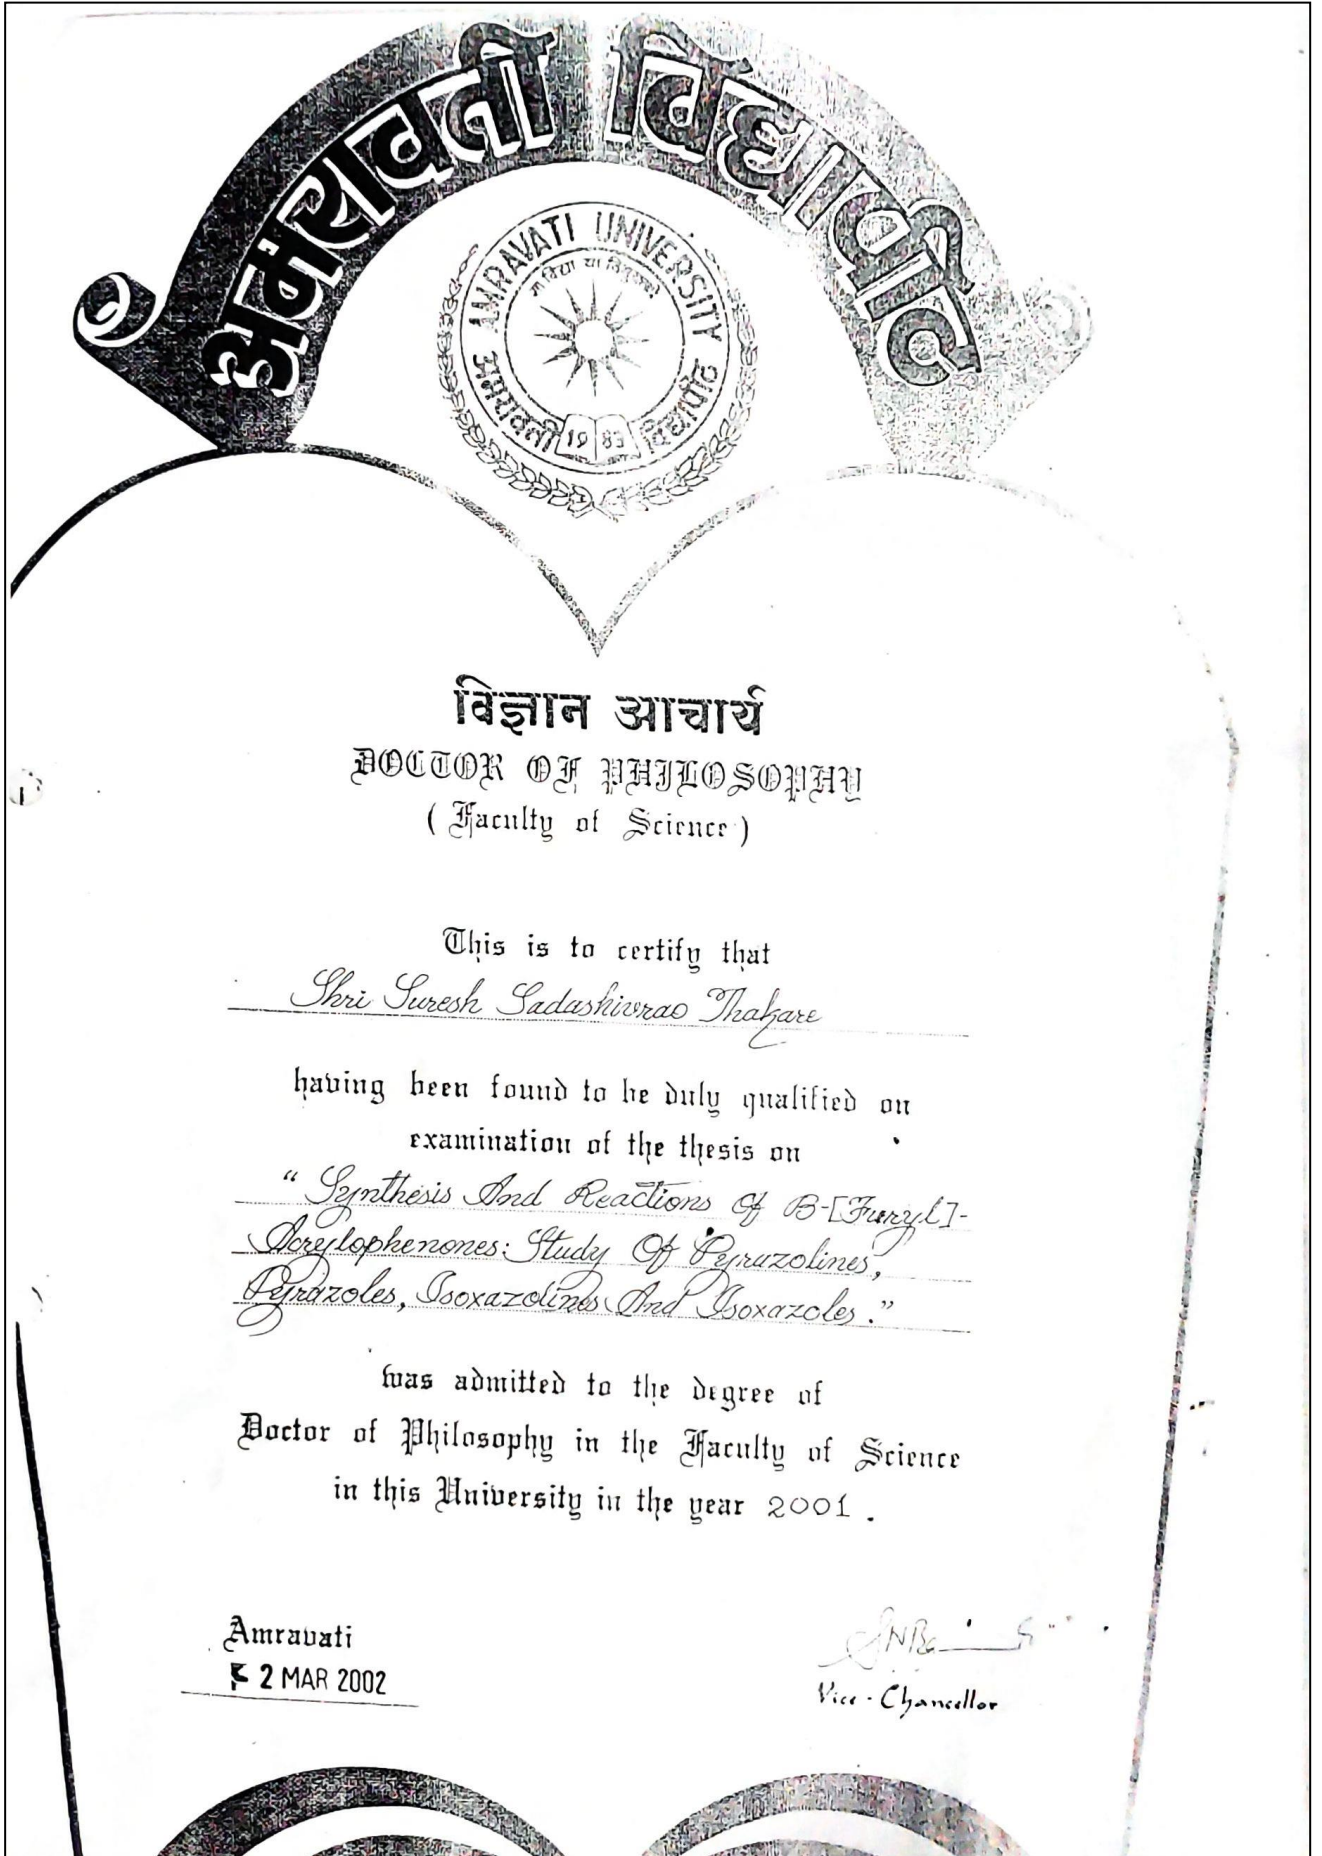 अमरावती विद्यापीठ
AMRAVATI UNIVERSITY
अमरावती विद्यापीठ
19 83
विज्ञान आचार्य
DOCTOR OF PHILOSOPHY
( Faculty of Science )
This is to certify that
Shri Suresh Sadashivrao Thakare
having been found to be duly qualified on
examination of the thesis on
“ Synthesis And Reactions Of B-[Furyl]-
Acrylophenones: Study Of Pyrazolines,
Pyrazoles, Isoxazolines And Isoxazoles.”
was admitted to the degree of
Doctor of Philosophy in the Faculty of Science
in this University in the year 2001.
Amravati
2 MAR 2002
Vice - Chancellor